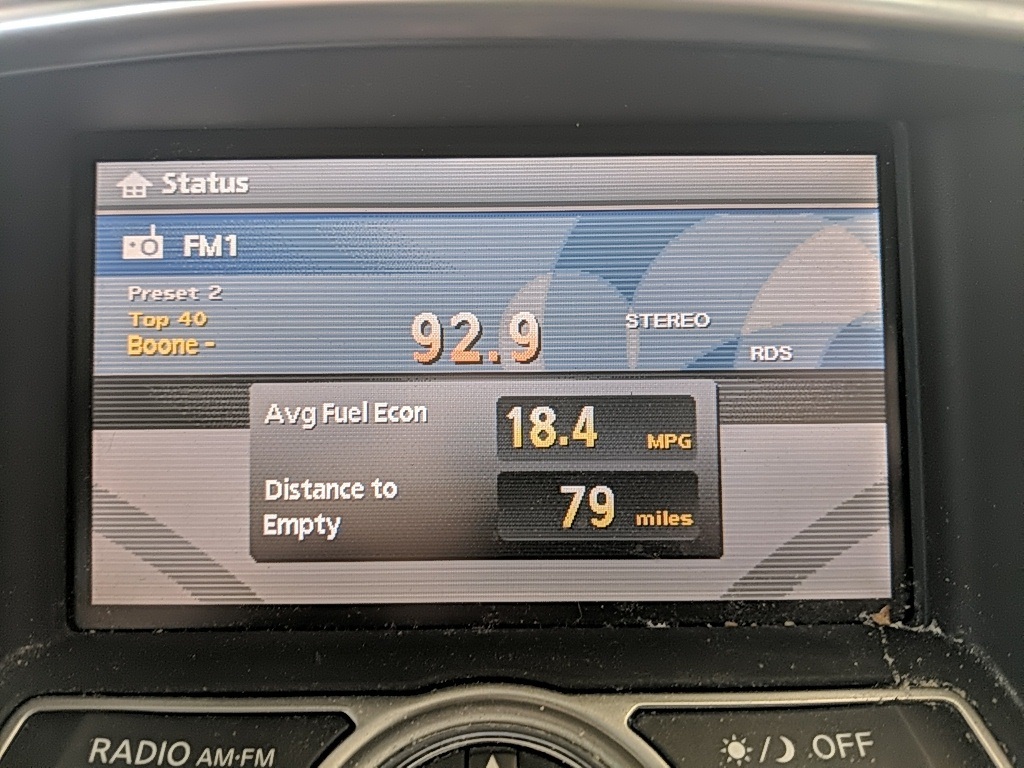 Status
FM1
Preset 2
Top 40
Boone -
92.9
STEREO
RDS
Avg Fuel Econ
18.4 MPG
Distance to
Empty
79 miles
RADIO AM·FM
/ OFF